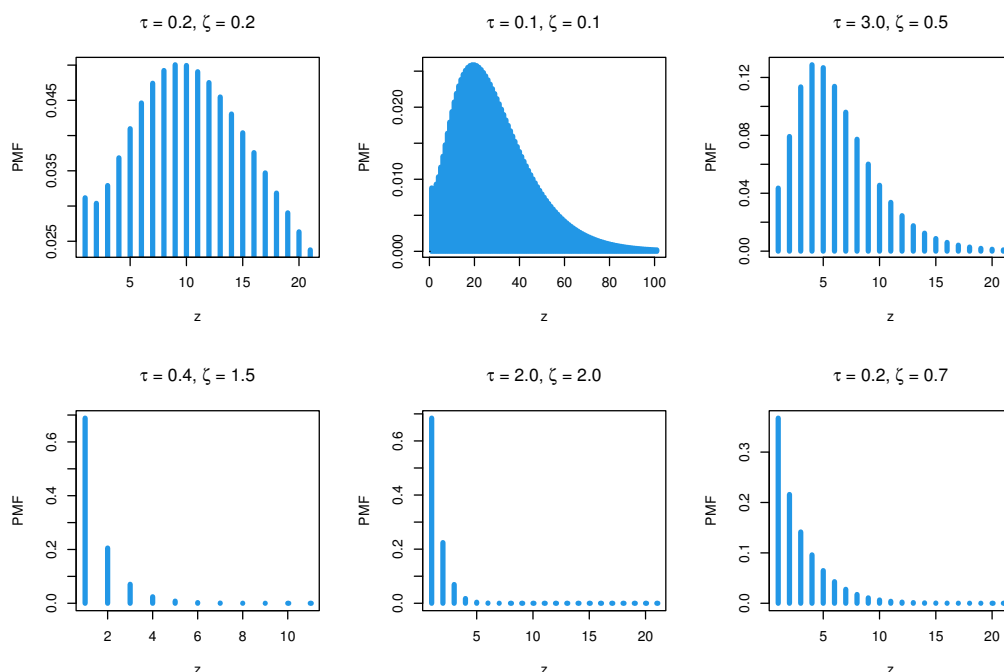 τ = 0.2, ζ = 0.2
PMF
0.025 0.035 0.045
5 10 15 20
z
τ = 0.1, ζ = 0.1
PMF
0.000 0.010 0.020
0 20 40 60 80 100
z
τ = 3.0, ζ = 0.5
PMF
0.00 0.04 0.08 0.12
5 10 15 20
z
τ = 0.4, ζ = 1.5
PMF
0.0 0.2 0.4 0.6
2 4 6 8 10
z
τ = 2.0, ζ = 2.0
PMF
0.0 0.2 0.4 0.6
5 10 15 20
z
τ = 0.2, ζ = 0.7
PMF
0.0 0.1 0.2 0.3
5 10 15 20
z